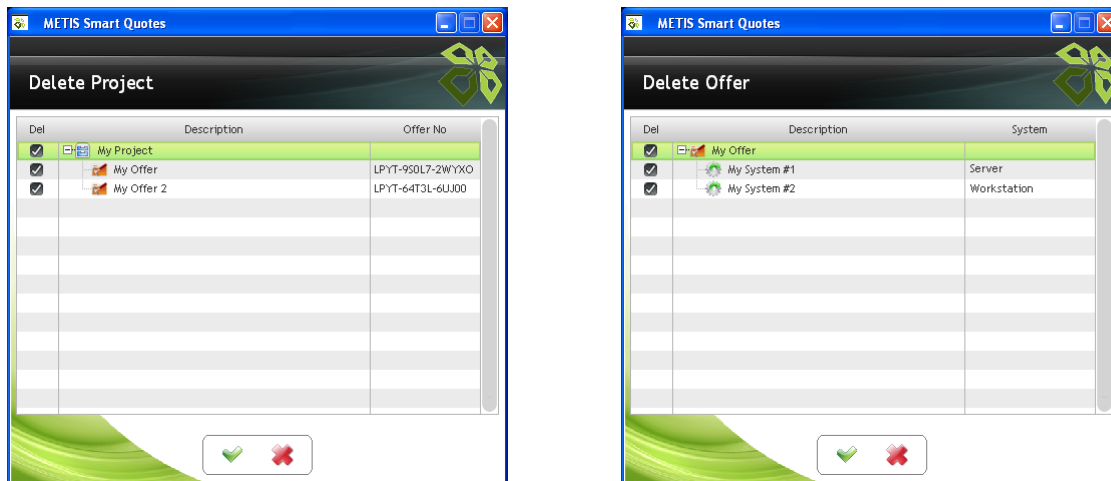 METIS Smart Quotes
Delete Project
Del Description Offer No
My Project
My Offer LPYT-9S0L7-2WYXO
My Offer 2 LPYT-64T3L-6UJ00
METIS Smart Quotes
Delete Offer
Del Description System
My Offer
My System #1 Server
My System #2 Workstation